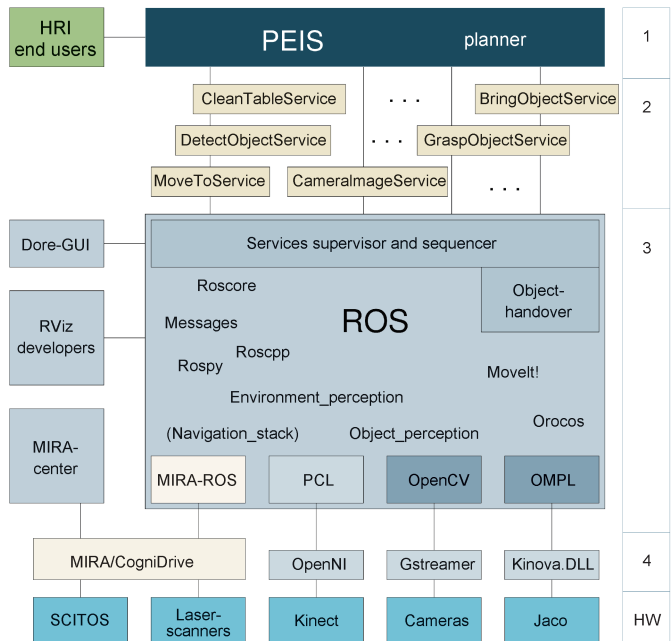 HRI
end users
PEIS
planner
1
CleanTableService
. . .
BringObjectService
2
DetectObjectService
. . .
GraspObjectService
MoveToService
CameraImageService
. . .
Dore-GUI
Services supervisor and sequencer
3
Roscore
Object-
handover
RViz
developers
Messages
ROS
Roscpp
Rospy
MoveIt!
Environment_perception
Orocos
(Navigation_stack)
Object_perception
MIRA-
center
MIRA-ROS
PCL
OpenCV
OMPL
MIRA/CogniDrive
OpenNI
Gstreamer
Kinova.DLL
4
SCITOS
Laser-
scanners
Kinect
Cameras
Jaco
HW